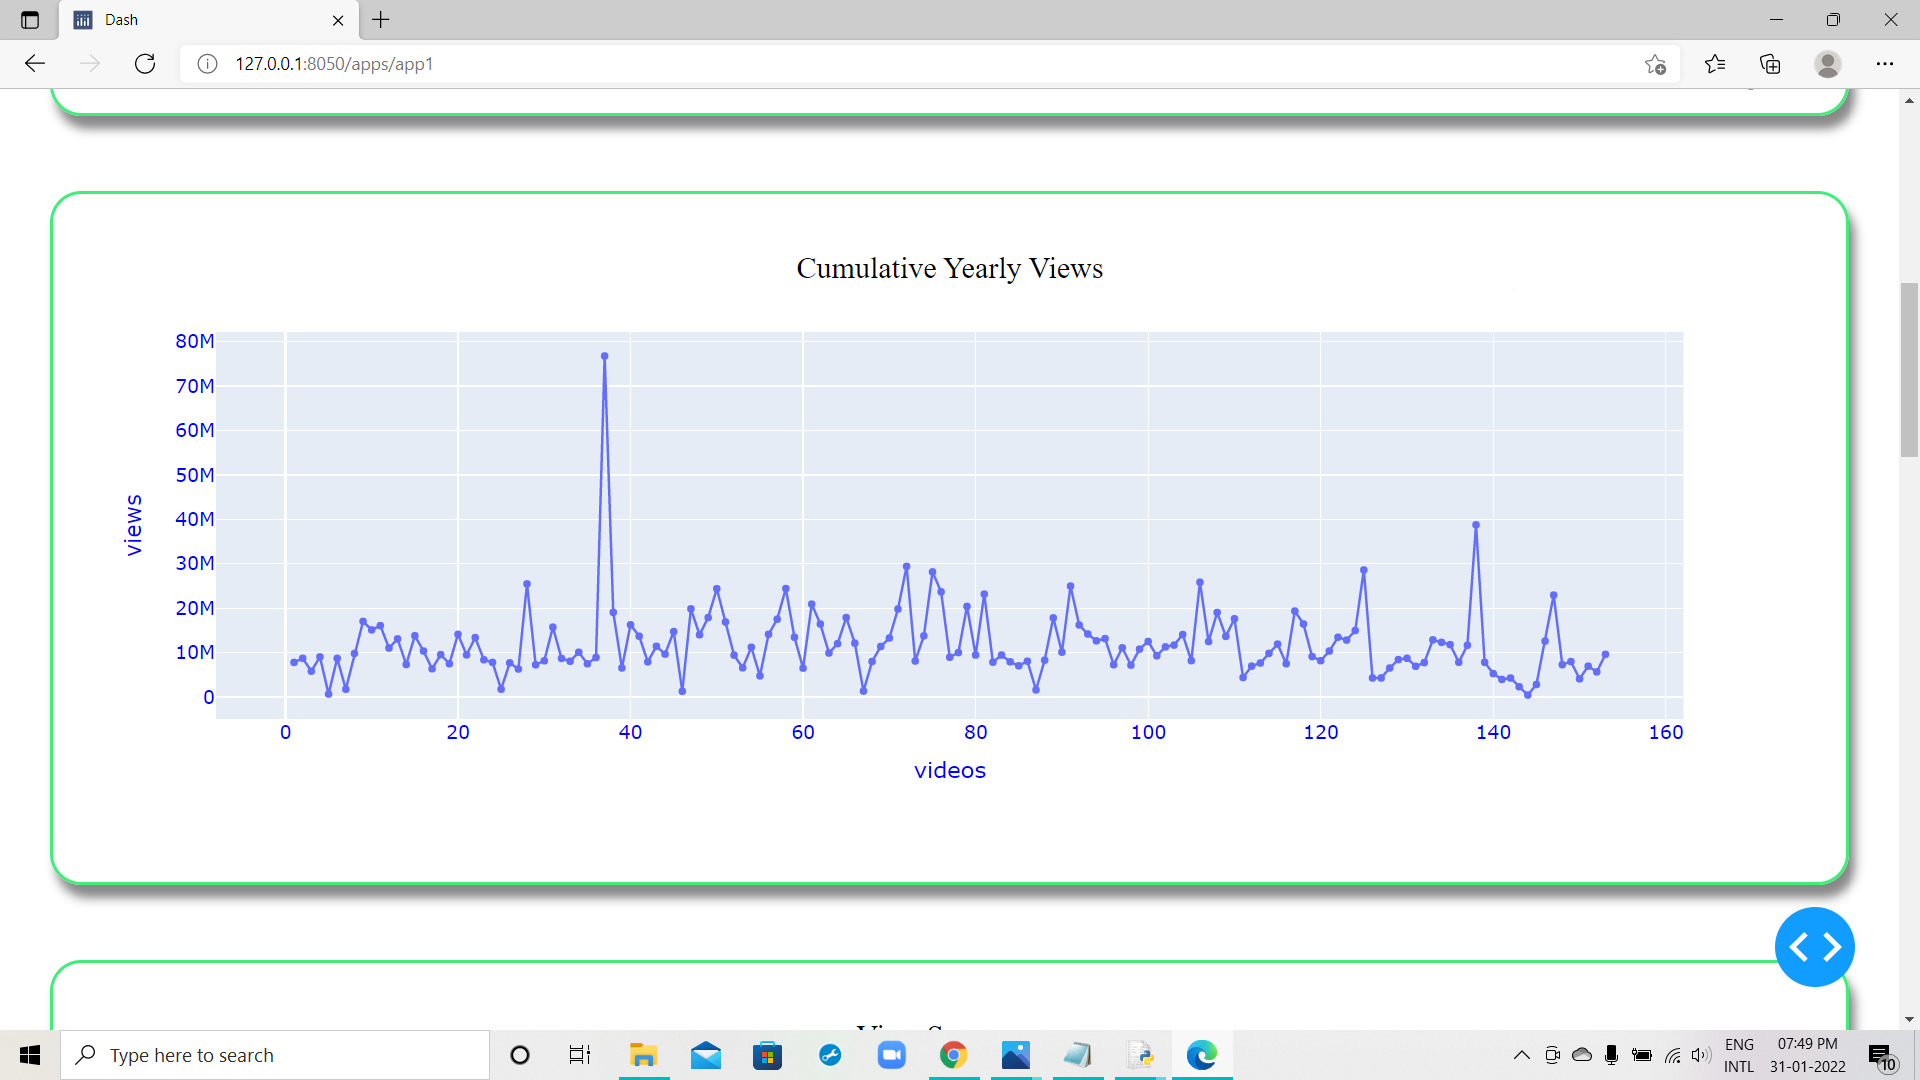 Dash
127.0.0.1:8050/apps/app1
Cumulative Yearly Views
80M
70M
60M
50M
40M
30M
20M
10M
0
views
0 20 40 60 80 100 120 140 160
videos
Type here to search
ENG
INTL
07:49 PM
31-01-2022
10